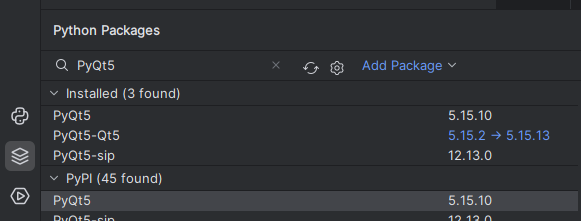 Python Packages
PyQt5
Add Package
Installed (3 found)
PyQt5 5.15.10
PyQt5-Qt5 5.15.2 → 5.15.13
PyQt5-sip 12.13.0
PyPI (45 found)
PyQt5 5.15.10
PyQt5-sip 12.13.0